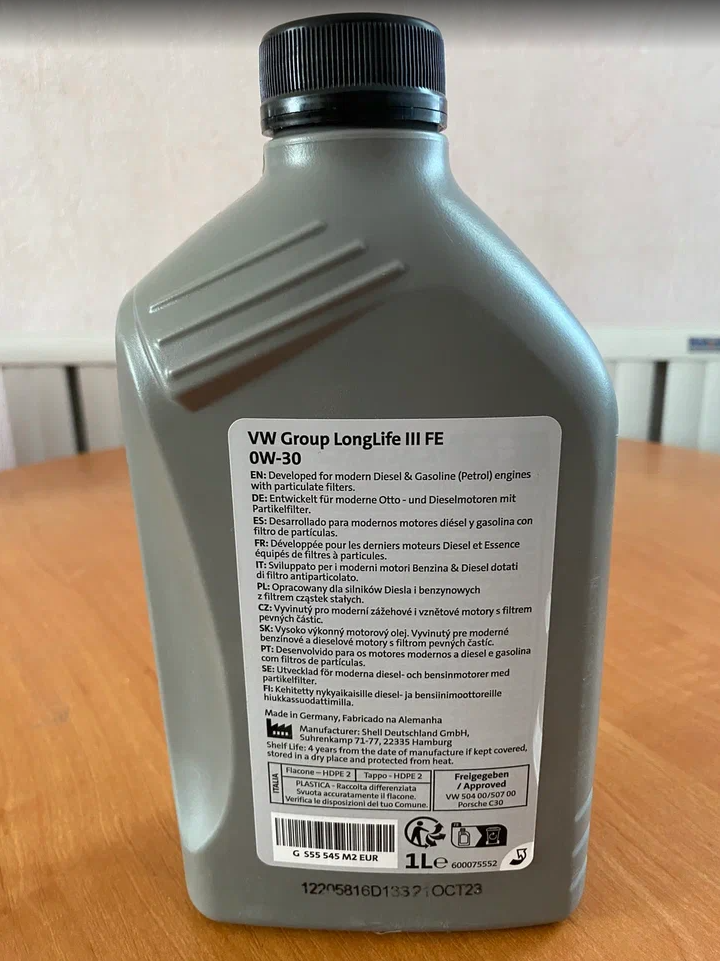 VW Group LongLife III FE
0W-30
EN: Developed for modern Diesel & Gasoline (Petrol) engines
with particulate filters.
DE: Entwickelt für moderne Otto - und Dieselmotoren mit
Partikelfilter.
ES: Desarrollado para modernos motores diésel y gasolina con
filtro de partículas.
FR: Développée pour les derniers moteurs Diesel et Essence
équipés de filtres à particules.
IT: Sviluppato per i moderni motori Benzina & Diesel dotati
di filtro antiparticolato.
PL: Opracowany dla silników Diesla i benzynowych
z filtrem cząstek stałych.
CZ: Vyvinutý pro moderní zážehové i vznětové motory s filtrem
pevných částic.
SK: Vysoko výkonný motorový olej. Vyvinutý pre moderné
benzínové a dieselové motory s filtrom pevných častíc.
PT: Desenvolvido para os motores modernos a diesel e gasolina
com filtros de partículas.
SE: Utvecklad för moderna diesel- och bensinmotorer med
partikelfilter.
FI: Kehitetty nykyaikaisille diesel- ja bensiinimoottoreille
hiukkassuodattimilla.
Made in Germany, Fabricado na Alemanha
Manufacturer: Shell Deutschland GmbH,
Suhrenkamp 71-77, 22335 Hamburg
Shelf Life: 4 years from the date of manufacture if kept covered,
stored in a dry place and protected from heat.
ITALIA
Flacone – HDPE 2 Tappo - HDPE 2
PLASTICA - Raccolta differenziata
Svuota accuratamente il flacone.
Verifica le disposizioni del tuo Comune.
Freigegeben
/ Approved
VW 504 00/507 00
Porsche C30
G S55 545 M2 EUR
1L℮ 600075552
21OCT23